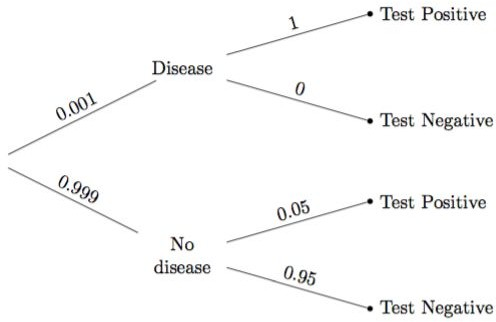 1
Test Positive
Disease
0
0.001
Test Negative
0.999
0.05
Test Positive
No
disease
0.95
Test Negative